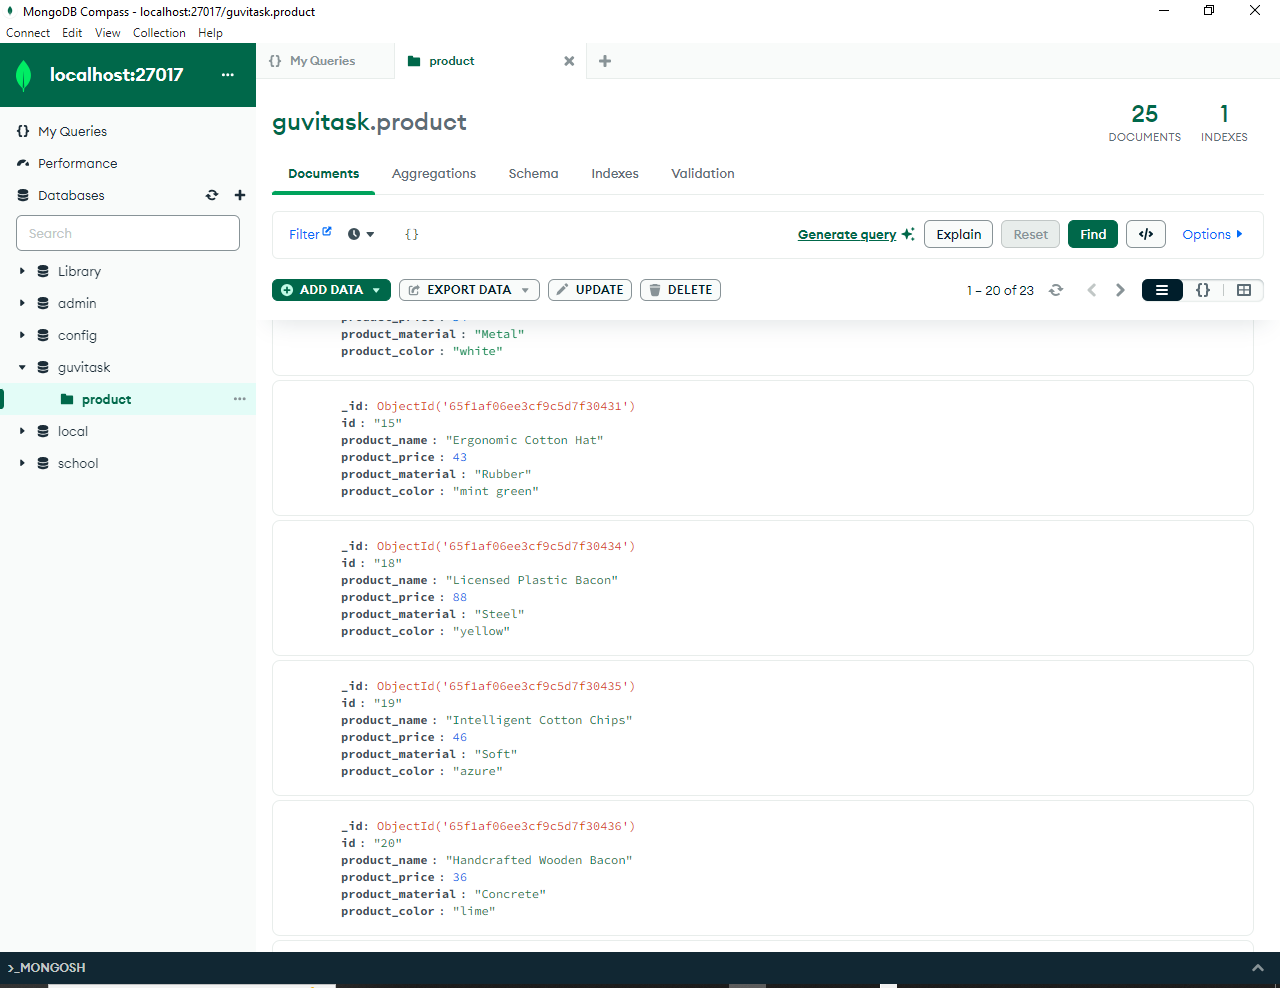 MongoDB Compass - localhost:27017/guvitask.product
Connect Edit View Collection Help
localhost:27017
My Queries
Performance
Databases
Search
Library
admin
config
guvitask
product
local
school
{} My Queries
product
guvitask.product
25
DOCUMENTS
1
INDEXES
Documents Aggregations Schema Indexes Validation
Filter {} Generate query Explain Reset Find </> Options
ADD DATA EXPORT DATA UPDATE DELETE 1 – 20 of 23 {}
product_material : "Metal"
product_color : "white"
_id: ObjectId('65f1af06ee3cf9c5d7f30431')
id : "15"
product_name : "Ergonomic Cotton Hat"
product_price : 43
product_material : "Rubber"
product_color : "mint green"
_id: ObjectId('65f1af06ee3cf9c5d7f30434')
id : "18"
product_name : "Licensed Plastic Bacon"
product_price : 88
product_material : "Steel"
product_color : "yellow"
_id: ObjectId('65f1af06ee3cf9c5d7f30435')
id : "19"
product_name : "Intelligent Cotton Chips"
product_price : 46
product_material : "Soft"
product_color : "azure"
_id: ObjectId('65f1af06ee3cf9c5d7f30436')
id : "20"
product_name : "Handcrafted Wooden Bacon"
product_price : 36
product_material : "Concrete"
product_color : "lime"
>_MONGOSH